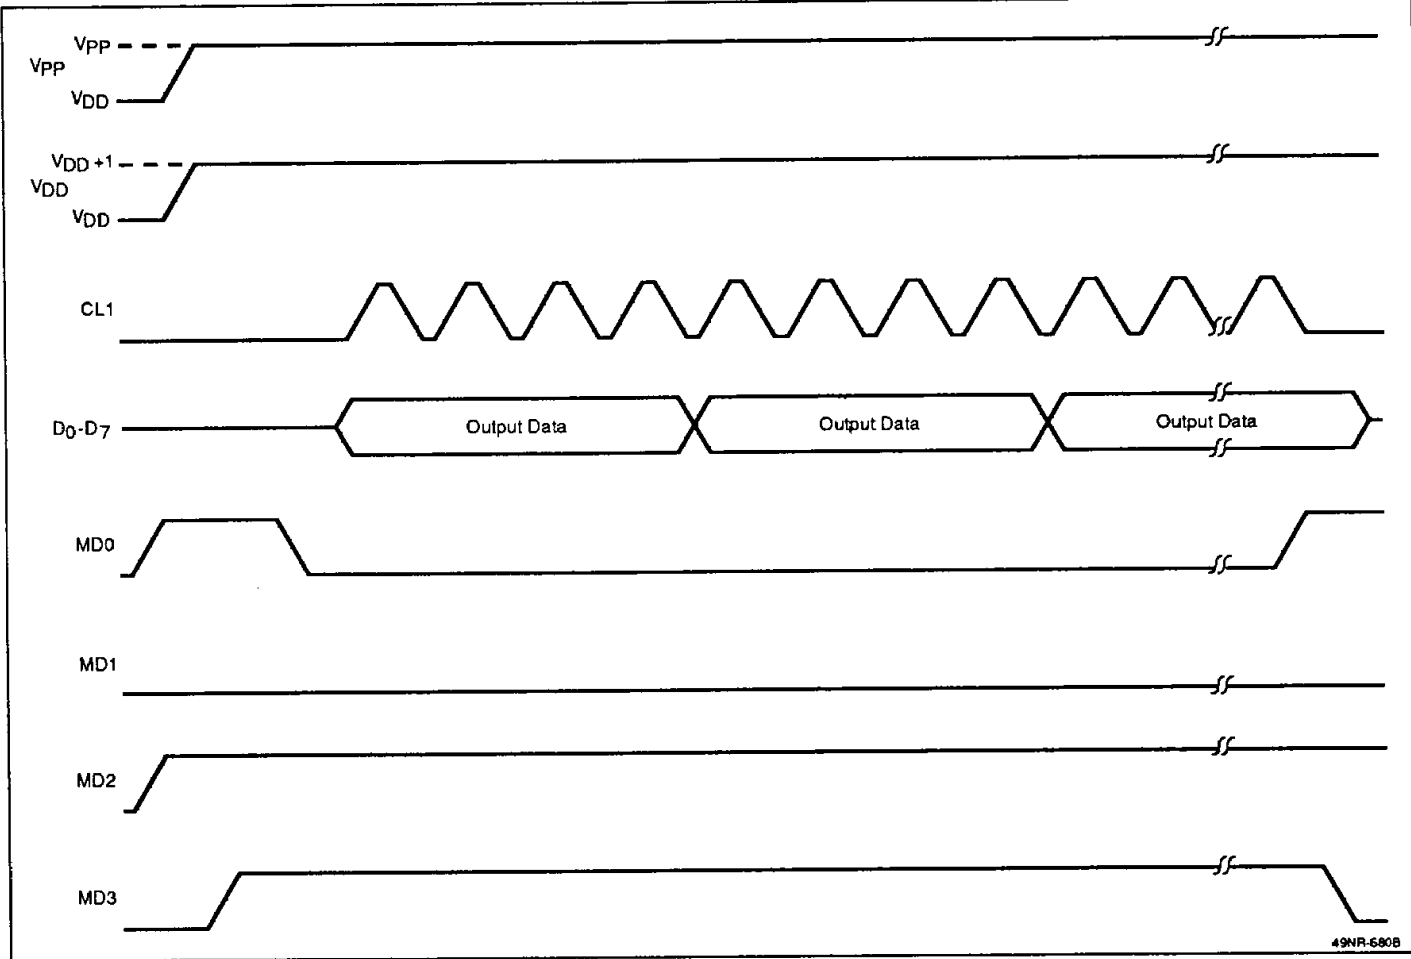 VPP
VPP
VDD
VDD +1
VDD
VDD
CL1
D0-D7
Output Data
Output Data
Output Data
MD0
MD1
MD2
MD3
49NR-680B